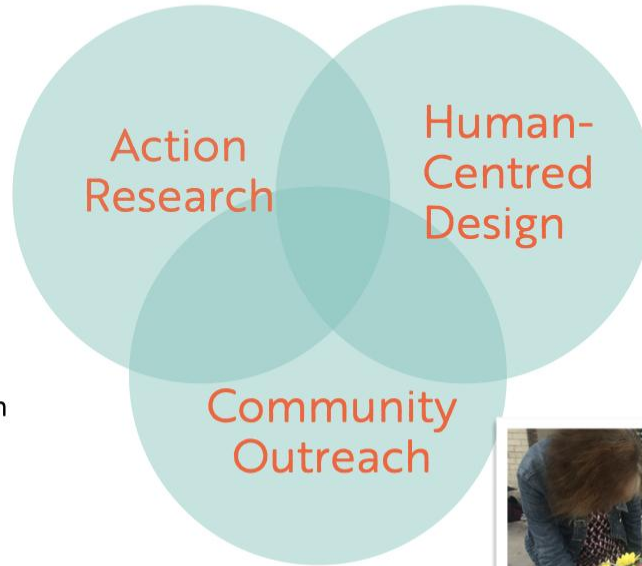 Action
Research
Human-
Centred
Design
Community
Outreach